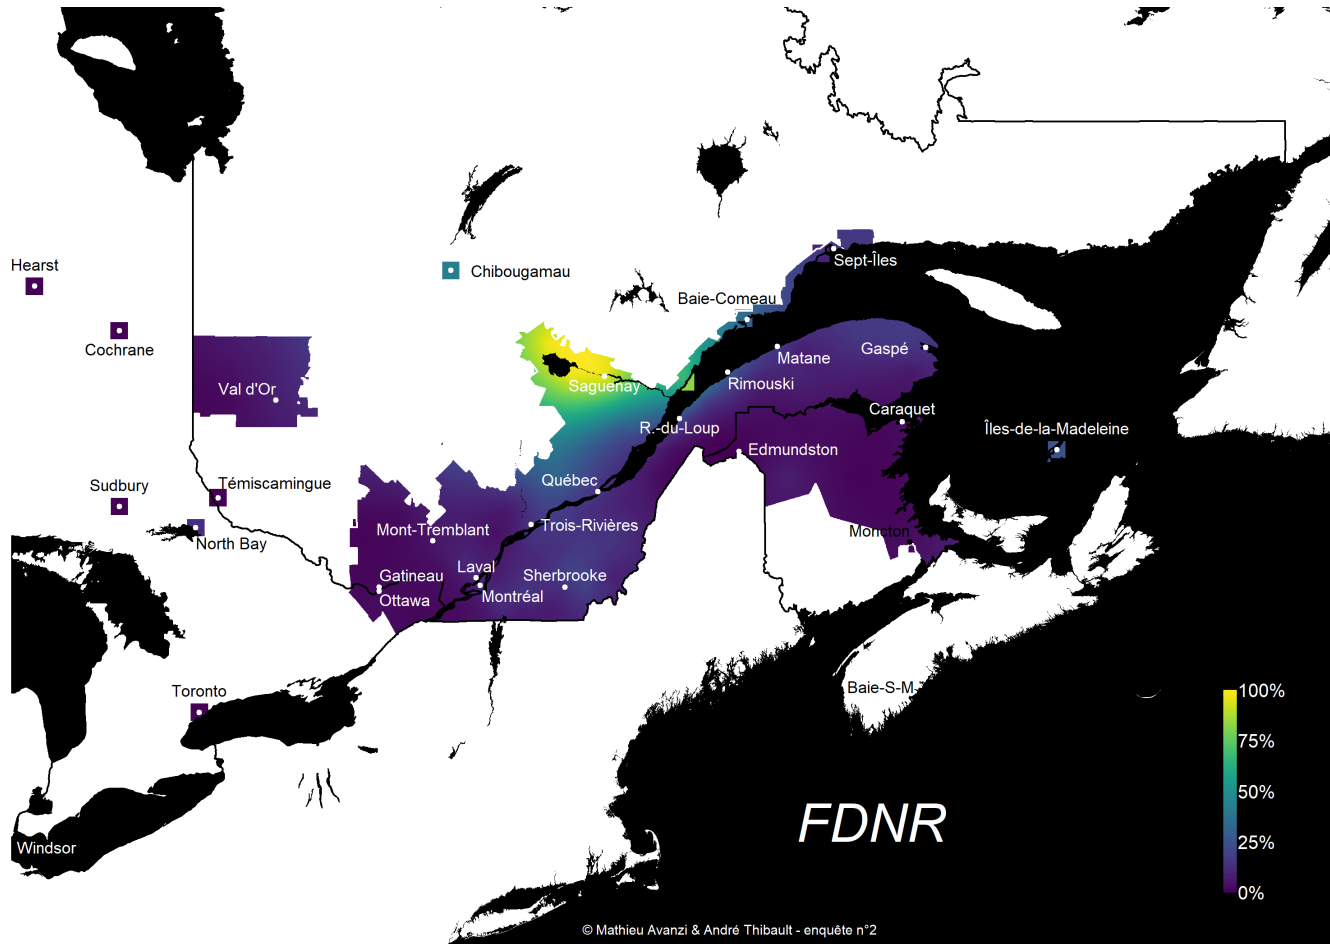 Hearst
Cochrane
Chibougamau
Sept-Îles
Baie-Comeau
Matane
Gaspé
Saguenay
Rimouski
Val d'Or
Caraquet
R.-du-Loup
Îles-de-la-Madeleine
Edmundston
Sudbury
Témiscamingue
Québec
Mont-Tremblant
Trois-Rivières
Moncton
North Bay
Laval
Gatineau
Sherbrooke
Ottawa
Montréal
Toronto
Baie-S-M-
100%
75%
50%
25%
0%
FDNR
Windsor
© Mathieu Avanzi & André Thibault - enquête n°2